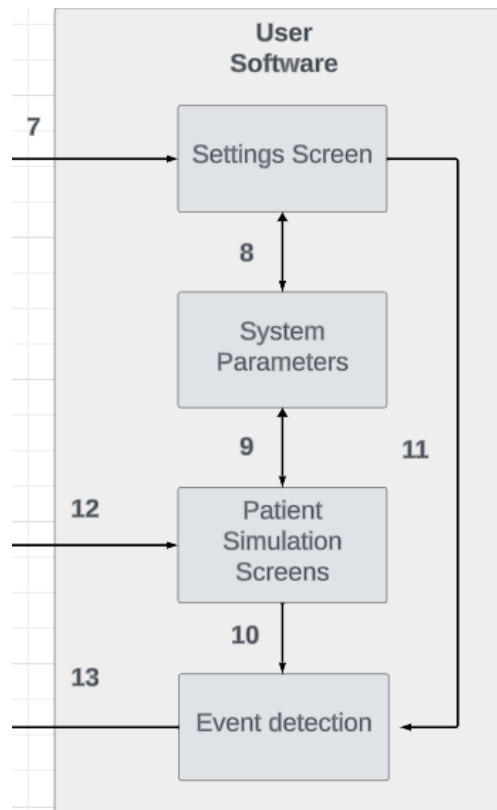 User
Software
7
Settings Screen
8
System
Parameters
9
11
12
Patient
Simulation
Screens
10
13
Event detection